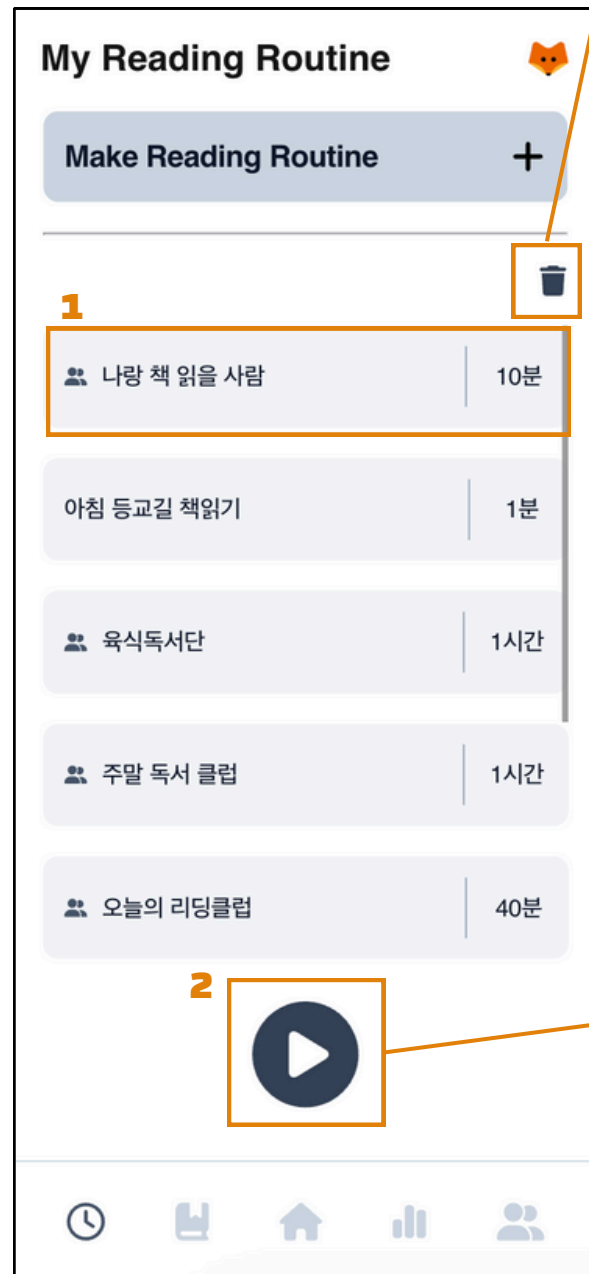 My Reading Routine
Make Reading Routine +
1
나랑 책 읽을 사람 10분
아침 등교길 책읽기 1분
육식독서단 1시간
주말 독서 클럽 1시간
오늘의 리딩클럽 40분
2